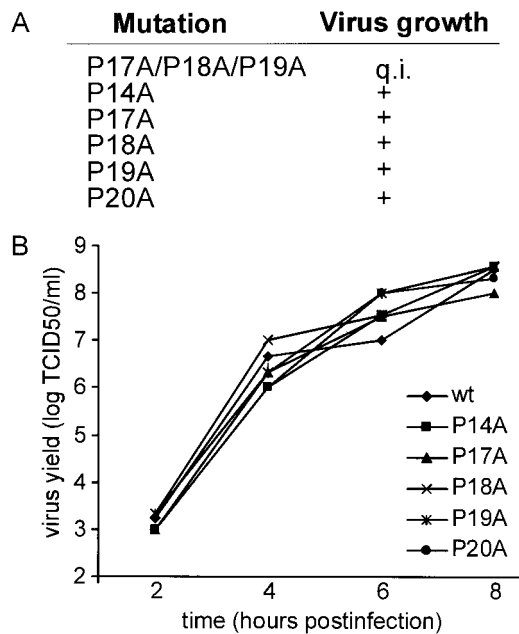 A
Mutation Virus growth
P17A/P18A/P19A q.i.
P14A +
P17A +
P18A +
P19A +
P20A +
B
virus yield (log TCID50/ml)
9
8
7
6
5
4
3
2
2 4 6 8
time (hours postinfection)
wt
P14A
P17A
P18A
P19A
P20A